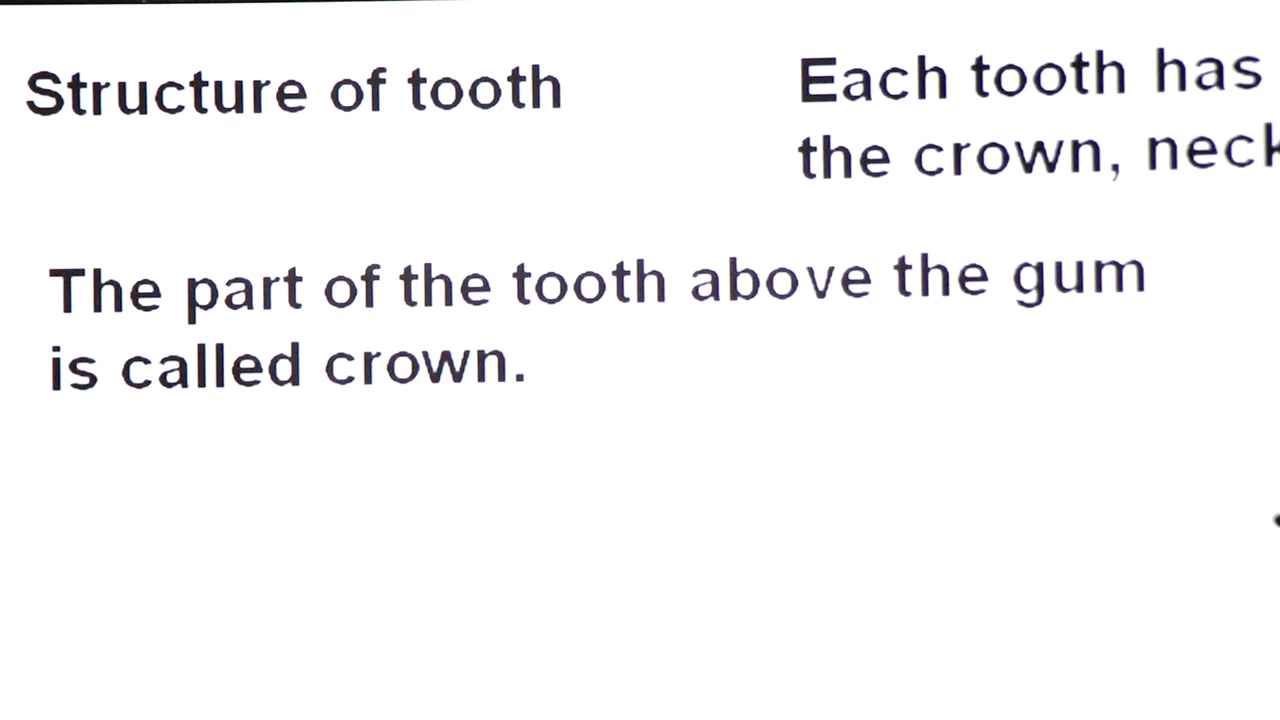 Structure of tooth
Each tooth has
the crown,
The part of the tooth above the gum
is called crown.